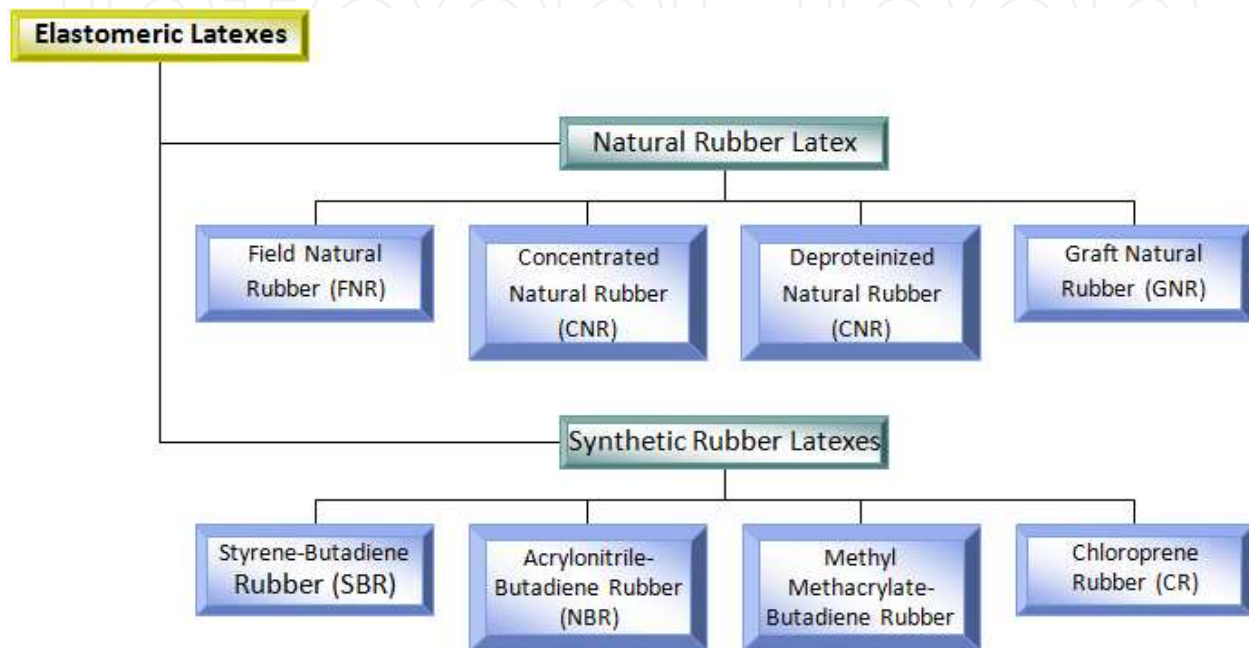 Elastomeric Latexes
Natural Rubber Latex
Field Natural
Rubber (FNR)
Concentrated
Natural Rubber
(CNR)
Deproteinized
Natural Rubber
(CNR)
Graft Natural
Rubber (GNR)
Synthetic Rubber Latexes
Styrene-Butadiene
Rubber (SBR)
Acrylonitrile-
Butadiene Rubber
(NBR)
Methyl
Methacrylate-
Butadiene Rubber
Chloroprene
Rubber (CR)